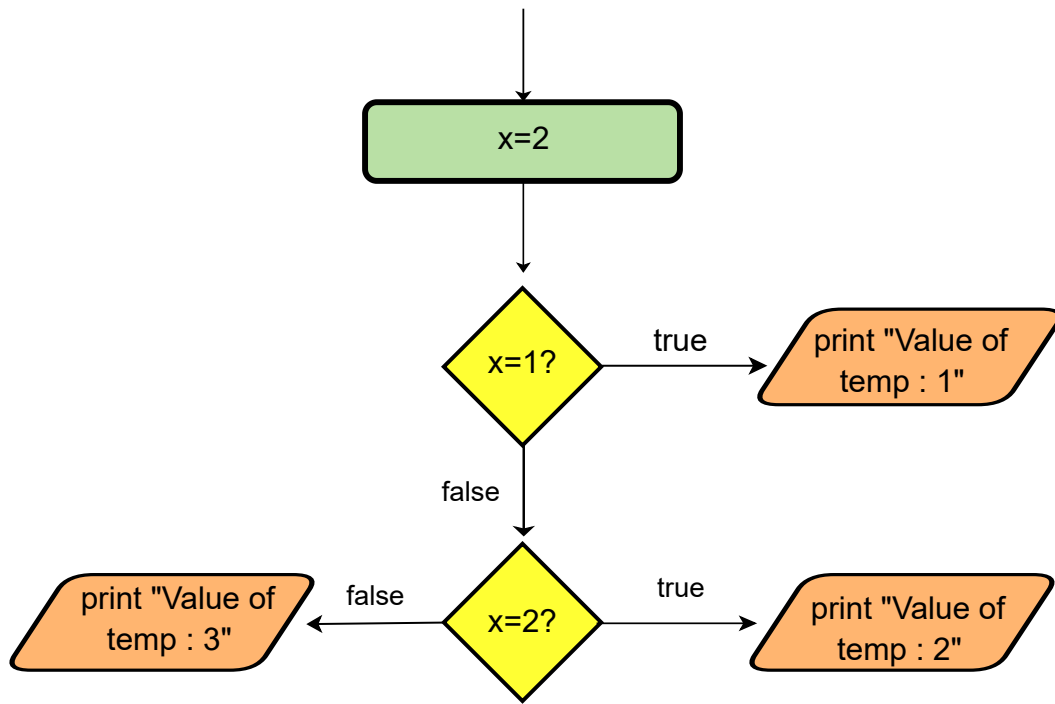 x=2
x=1?
true
print "Value of
temp : 1"
false
x=2?
false
print "Value of
temp : 3"
true
print "Value of
temp : 2"